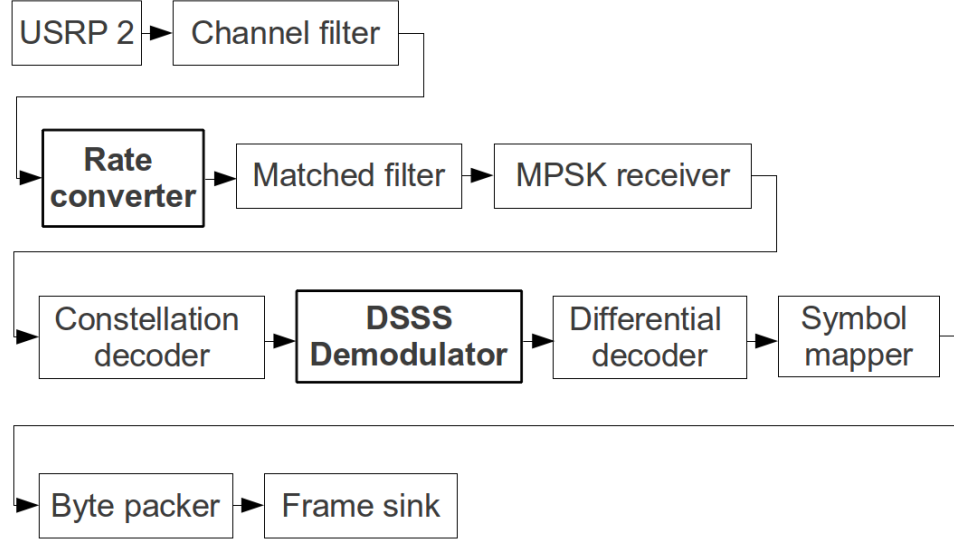 USRP 2
Channel filter
Rate
converter
Matched filter
MPSK receiver
Constellation
decoder
DSSS
Demodulator
Differential
decoder
Symbol
mapper
Byte packer
Frame sink